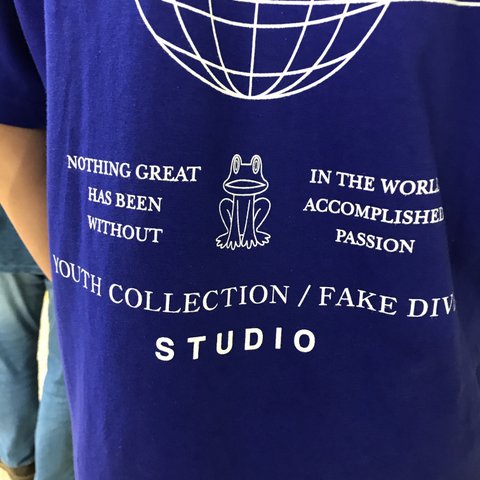 NOTHING GREAT IN THE WORLD
HAS BEEN ACCOMPLISHED
WITHOUT PASSION
YOUTH COLLECTION / FAKE
STUDIO